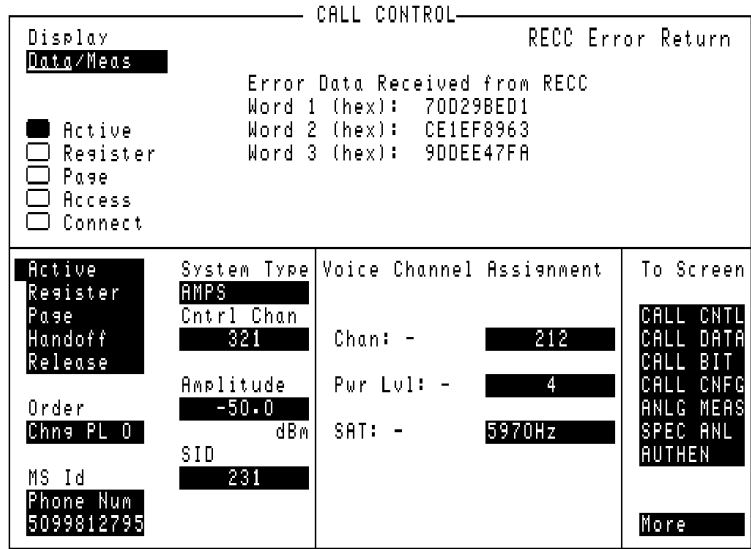 CALL CONTROL
Display
Data/Meas
RECC Error Return
Error Data Received from RECC
Word 1 (hex): 70D29BED1
Word 2 (hex): CE1EF8963
Word 3 (hex): 9DDEE47FA
Active
Register
Page
Access
Connect
Active
Register
Page
Handoff
Release
Order
Chng PL 0
MS Id
Phone Num
5099812795
System Type
AMPS
Cntrl Chan
321
Amplitude
-50.0
dBm
SID
231
Voice Channel Assignment
Chan: - 212
Pwr Lvl: - 4
SAT: - 5970Hz
To Screen
CALL CNTL
CALL DATA
CALL BIT
CALL CNFG
ANLG MEAS
SPEC ANL
AUTHEN
More